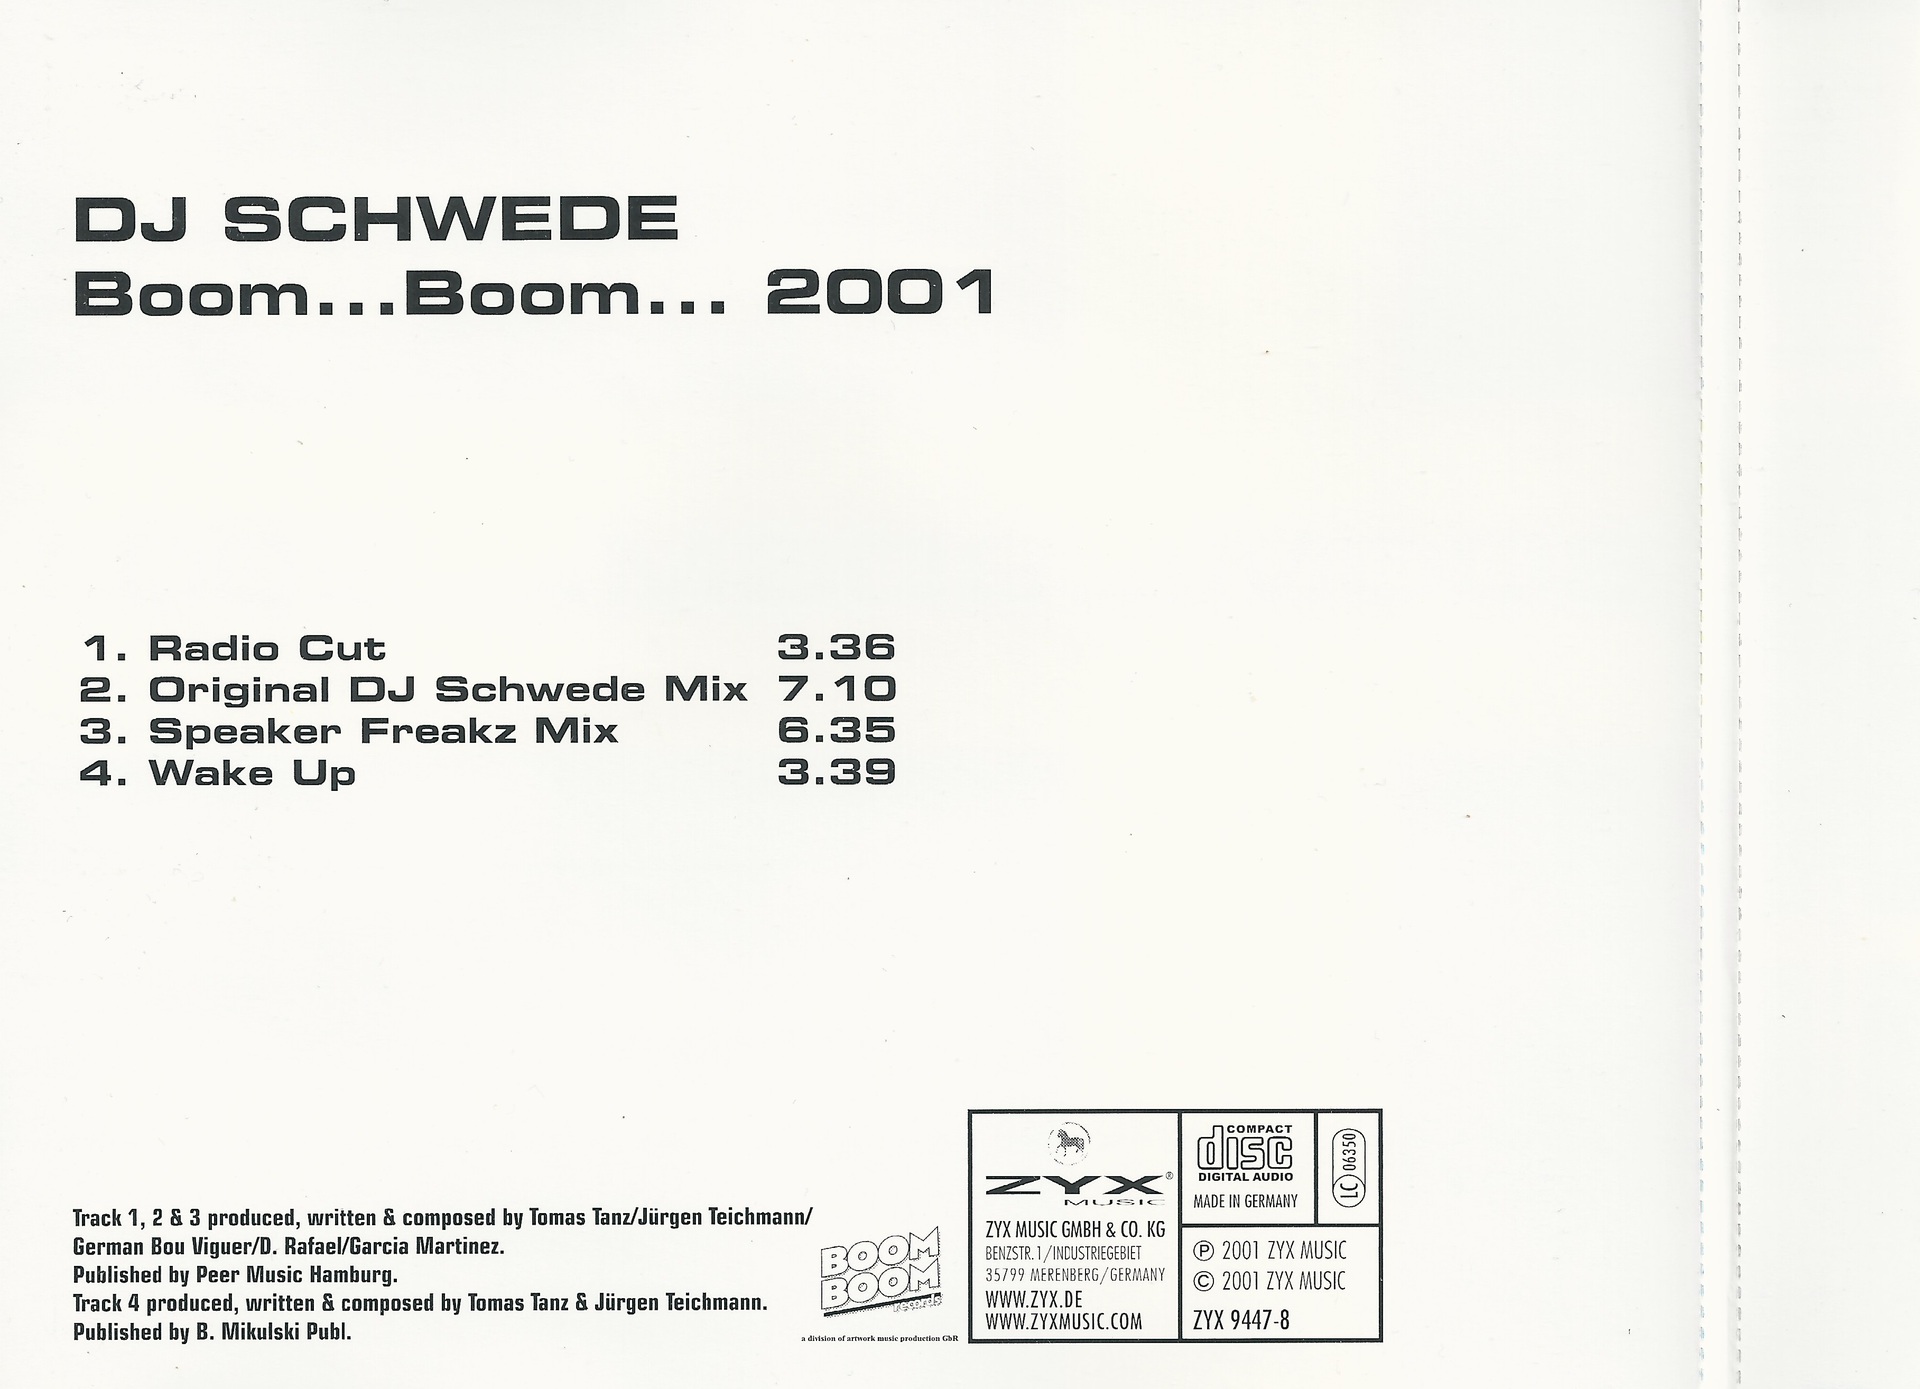 DJ SCHWEDE
Boom...Boom... 2001
1. Radio Cut 3.36
2. Original DJ Schwede Mix 7.10
3. Speaker Freakz Mix 6.35
4. Wake Up 3.39
Track 1, 2 & 3 produced, written & composed by Tomas Tanz/Jürgen Teichmann/
German Bou Viguer/D. Rafael/Garcia Martinez.
Published by Peer Music Hamburg.
Track 4 produced, written & composed by Tomas Tanz & Jürgen Teichmann.
Published by B. Mikulski Publ.
BOOM
BOOM
records
a division of artwork music production GbR
ZYX®
MUSIC
ZYX MUSIC GMBH & CO. KG
BENZSTR.1/INDUSTRIEGEBIET
35799 MERENBERG/GERMANY
WWW.ZYX.DE
WWW.ZYXMUSIC.COM
COMPACT
disc
DIGITAL AUDIO
MADE IN GERMANY
LC 06350
℗ 2001 ZYX MUSIC
© 2001 ZYX MUSIC
ZYX 9447-8